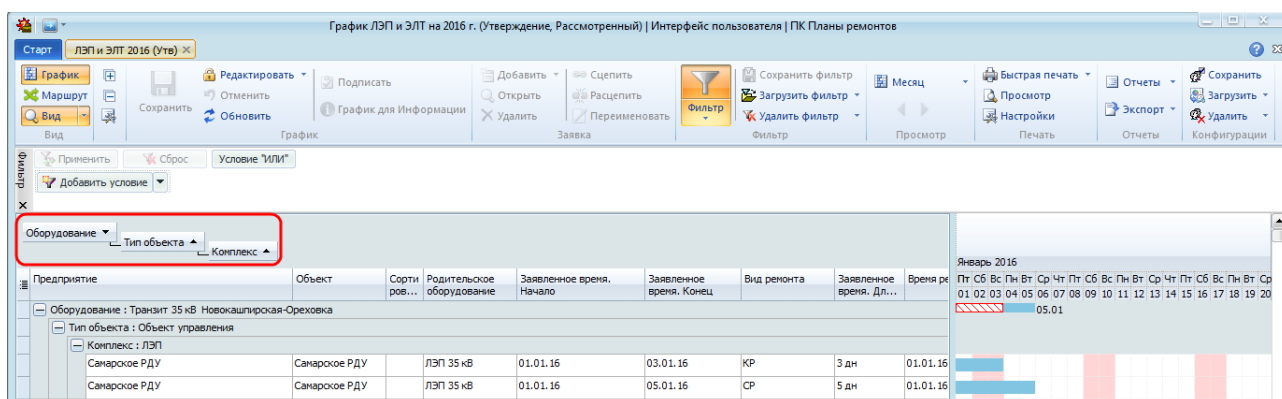 График ЛЭП и ЭЛТ на 2016 г. (Утверждение, Рассмотренный) | Интерфейс пользователя | ПК Планы ремонтов
Старт ЛЭП и ЭЛТ 2016 (Утв)
График Редактировать Подписать Добавить Сцепить Сохранить фильтр Месяц Быстрая печать Отчеты Сохранить
Маршрут Отменить Открыть Расцепить Загрузить фильтр Просмотр Загрузить
Вид Сохранить Обновить График для Информации Удалить Переименовать Фильтр Удалить фильтр Настройки Экспорт Удалить
Вид График Заявка Фильтр Просмотр Печать Отчеты Конфигурации
Фильтр
Применить Сброс Условие "ИЛИ"
Добавить условие
Оборудование
Тип объекта
Комплекс
Январь 2016
Предприятие Объект Сорти ров... Родительское оборудование Заявленное время. Начало Заявленное время. Конец Вид ремонта Заявленное время. Дл... Время ре
Пт Сб Вс Пн Вт Ср Чт Пт Сб Вс Пн Вт Ср Чт Пт Сб Вс Пн Вт Ср
01 02 03 04 05 06 07 08 09 10 11 12 13 14 15 16 17 18 19 20
Оборудование : Транзит 35 кВ Новокашпирская-Ореховка 05.01
Тип объекта : Объект управления
Комплекс : ЛЭП
Самарское РДУ Самарское РДУ ЛЭП 35 кВ 01.01.16 03.01.16 КР 3 дн 01.01.16
Самарское РДУ Самарское РДУ ЛЭП 35 кВ 01.01.16 05.01.16 СР 5 дн 01.01.16